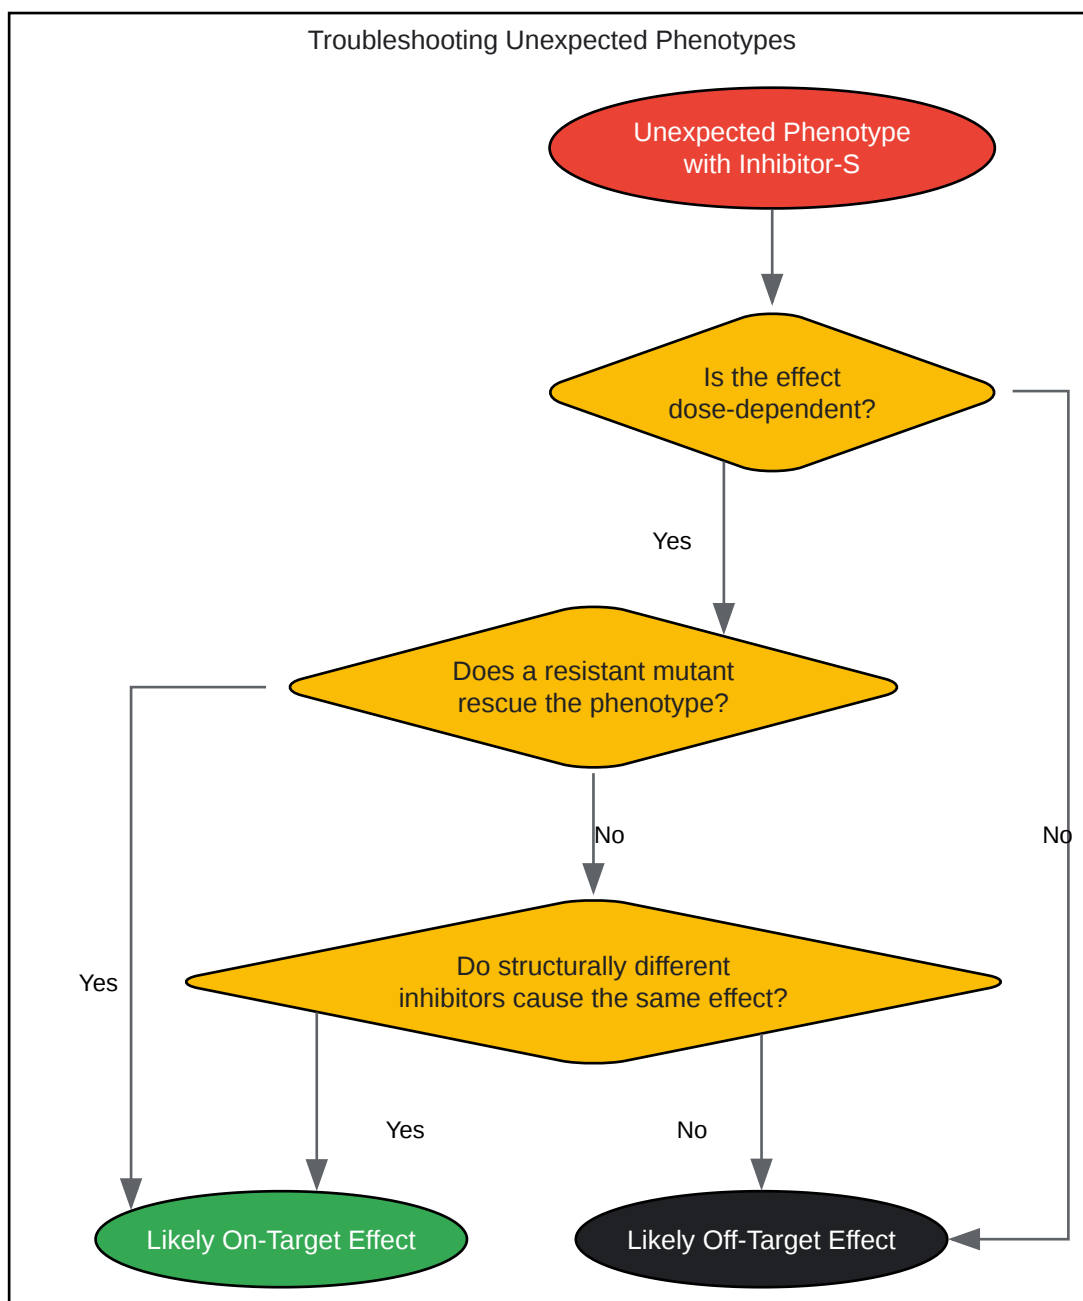 Troubleshooting Unexpected Phenotypes
Unexpected Phenotype
with Inhibitor-S
Is the effect
dose-dependent?
Yes
Does a resistant mutant
rescue the phenotype?
No
No
Do structurally different
inhibitors cause the same effect?
Yes
Yes
No
Likely On-Target Effect
Likely Off-Target Effect